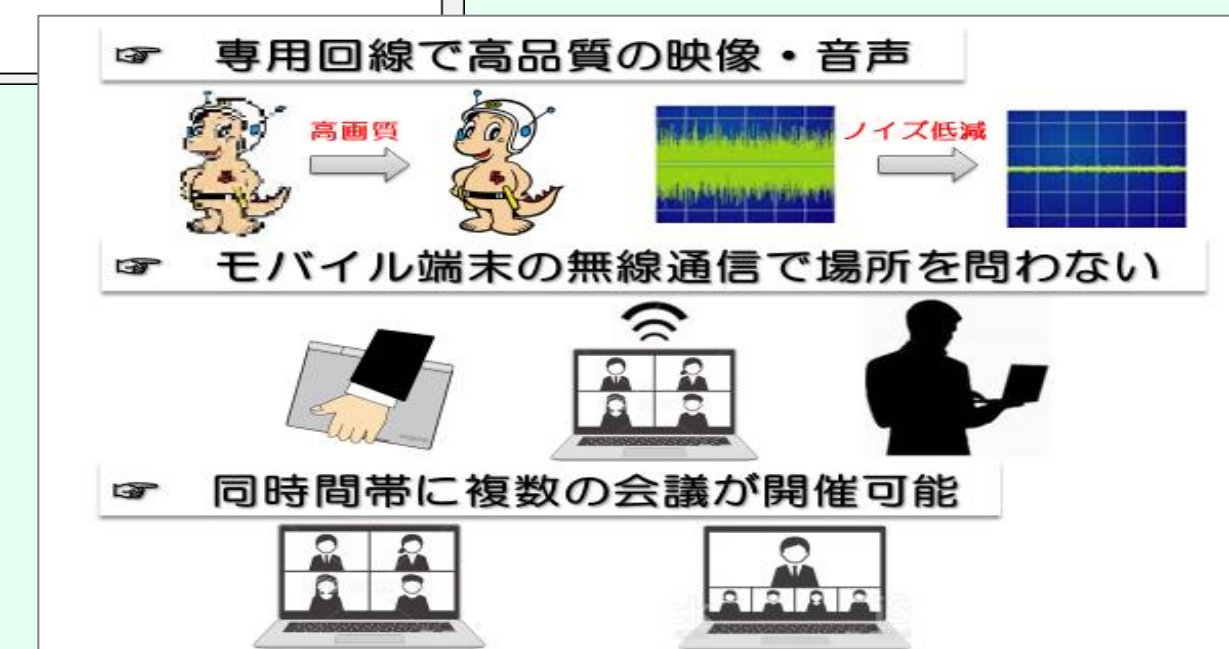 ☞ 専用回線で高品質の映像・音声
高画質
ノイズ低減
☞ モバイル端末の無線通信で場所を問わない
☞ 同時間帯に複数の会議が開催可能